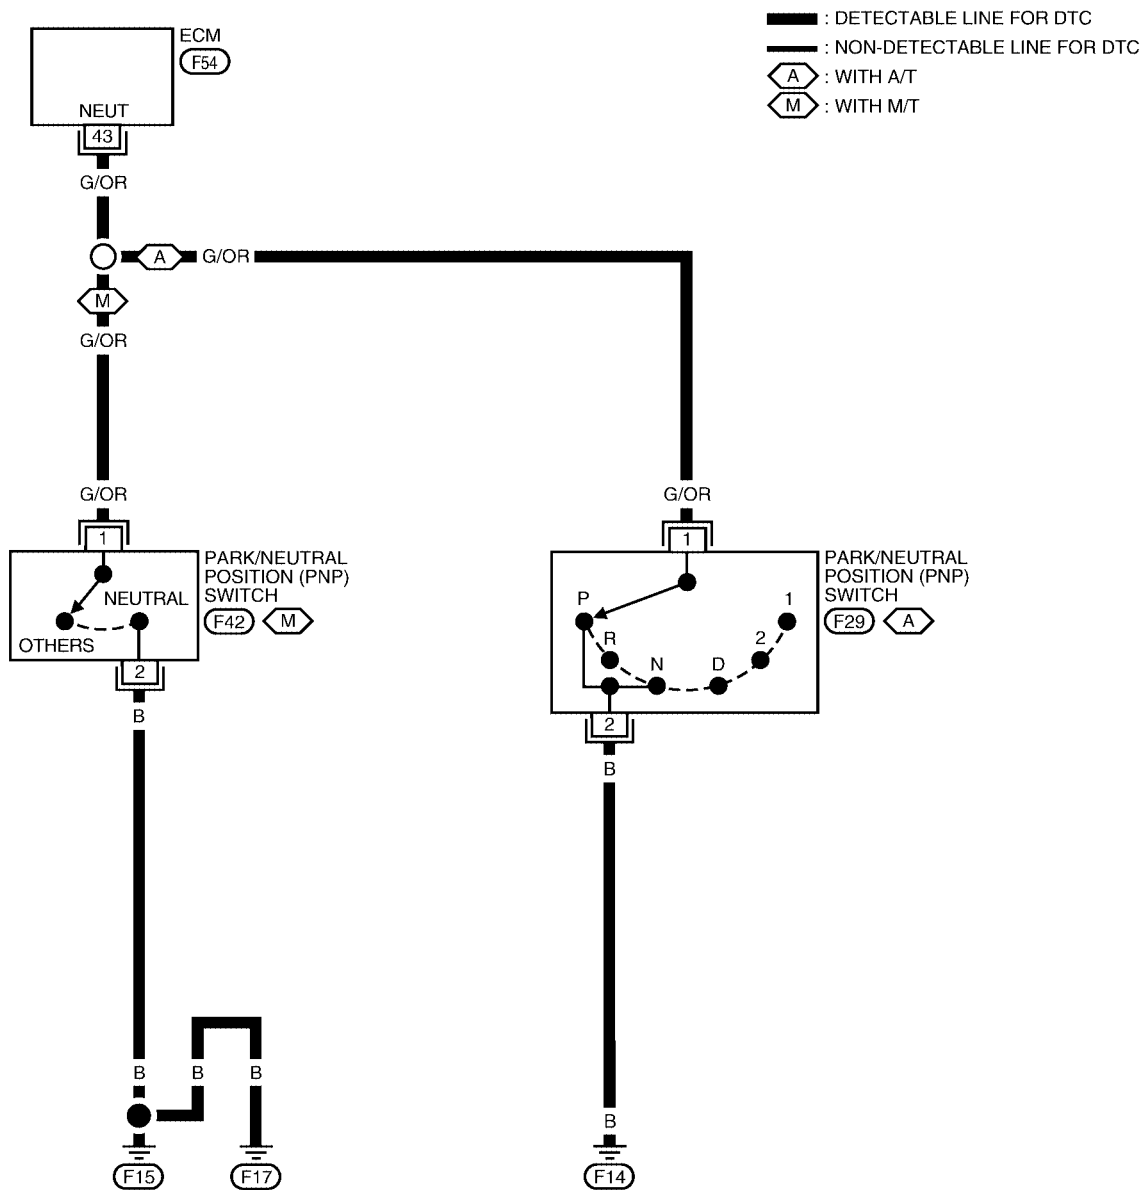 : DETECTABLE LINE FOR DTC
: NON-DETECTABLE LINE FOR DTC
A : WITH A/T
M : WITH M/T
ECM
F54
NEUT
43
G/OR
A
G/OR
M
G/OR
G/OR
G/OR
1
PARK/NEUTRAL
POSITION (PNP)
SWITCH
F42 M
NEUTRAL
OTHERS
2
B
1
PARK/NEUTRAL
POSITION (PNP)
SWITCH
F29 A
P
R
N
D
2
1
2
B
B
B
B
B
F15
F17
F14